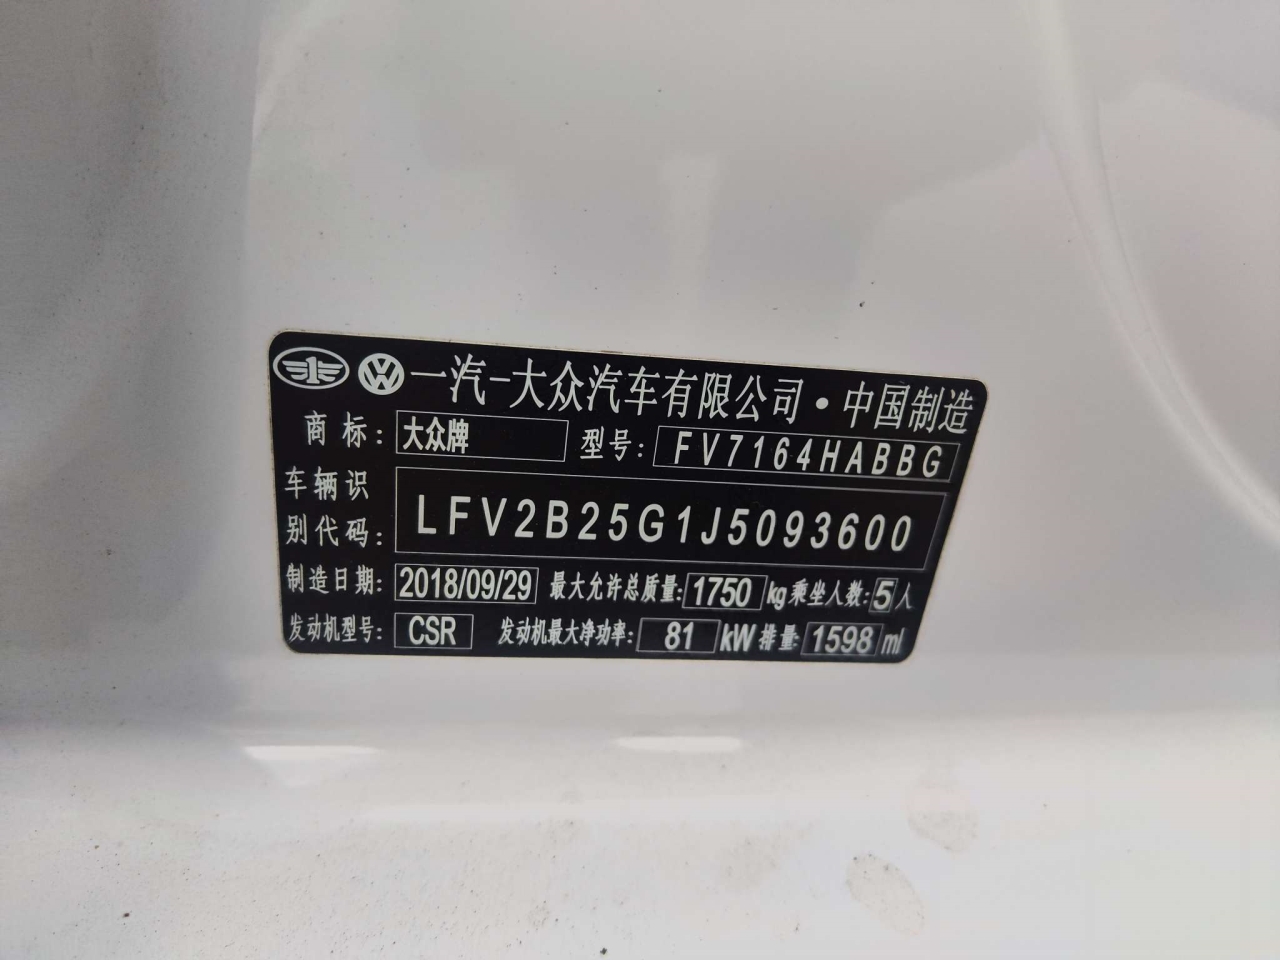 一汽-大众汽车有限公司·中国制造
商标: 大众牌 型号: FV7164HABBG
车辆识别代码: LFV2B25G1J5093600
制造日期: 2018/09/29 最大允许总质量: 1750 kg 乘坐人数: 5 人
发动机型号: CSR 发动机最大净功率: 81 kW 排量: 1598 ml